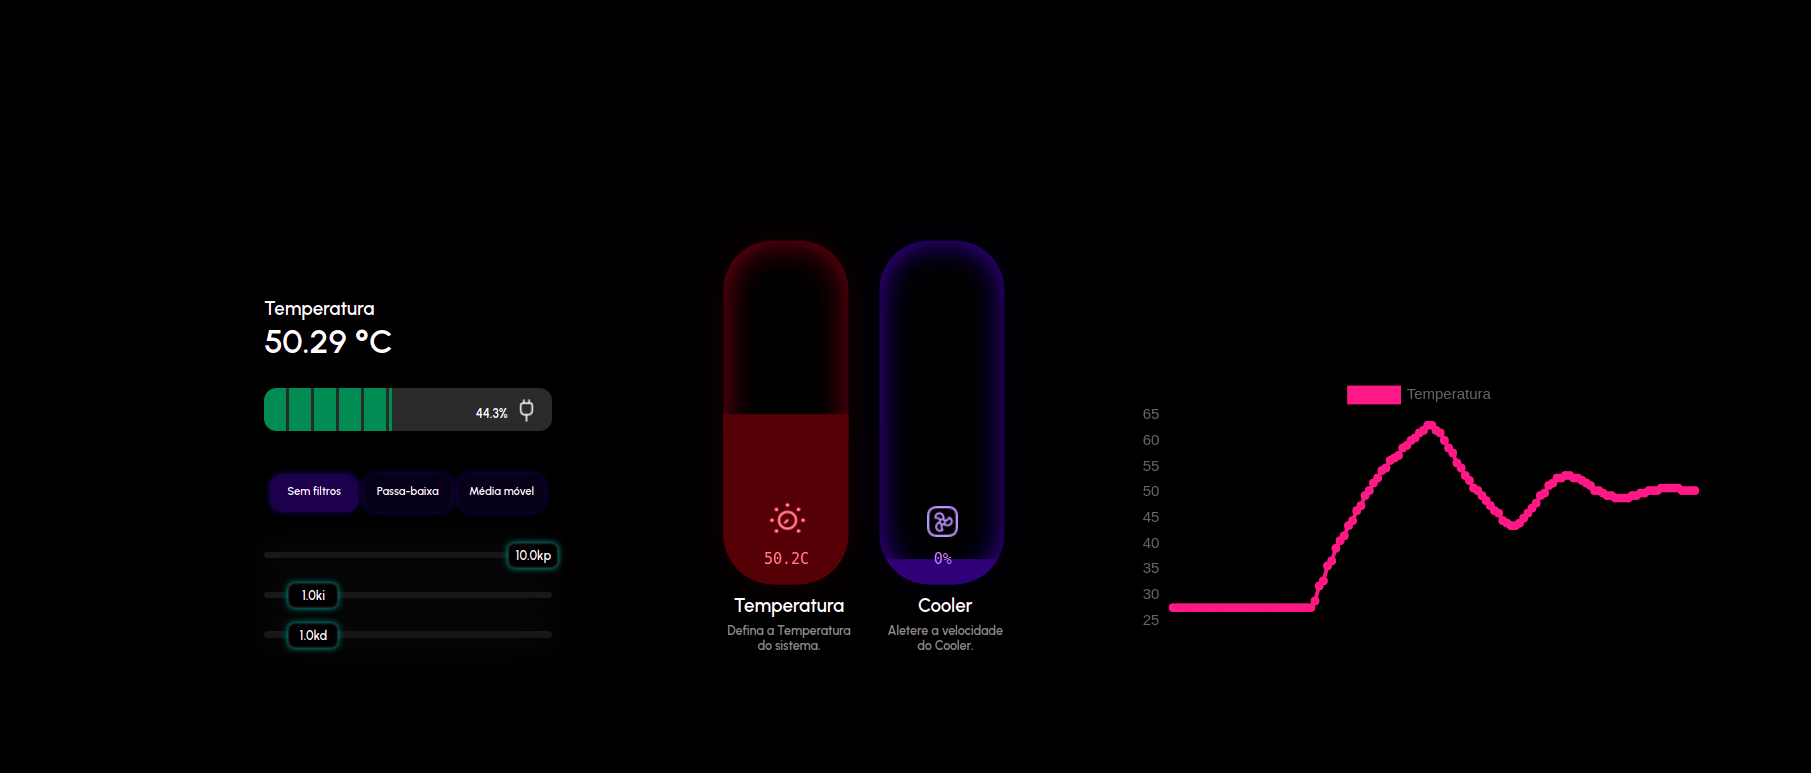 Temperatura
50.29 °C
44.3%
Sem filtros
Passa-baixa
Média móvel
10.0kp
1.0ki
1.0kd
50.2C
Temperatura
Defina a Temperatura
do sistema.
0%
Cooler
Aletere a velocidade
do Cooler.
Temperatura
65
60
55
50
45
40
35
30
25